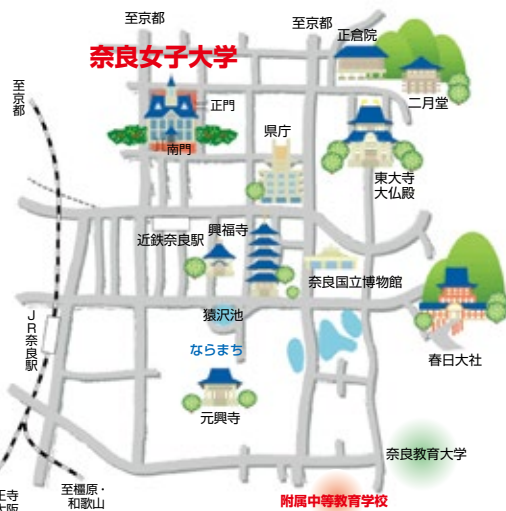 至京都
至京都
正倉院
奈良女子大学
二月堂
至京都
正門
県庁
南門
東大寺
大仏殿
近鉄奈良駅
興福寺
奈良国立博物館
猿沢池
JR奈良駅
ならまち
春日大社
元興寺
奈良教育大学
至橿原・
和歌山
附属中等教育学校